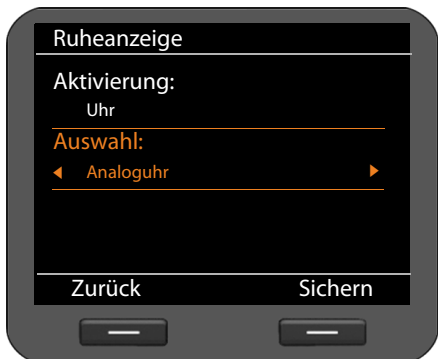 Ruheanzeige
Aktivierung:
Uhr
Auswahl:
Analoguhr
Zurück Sichern